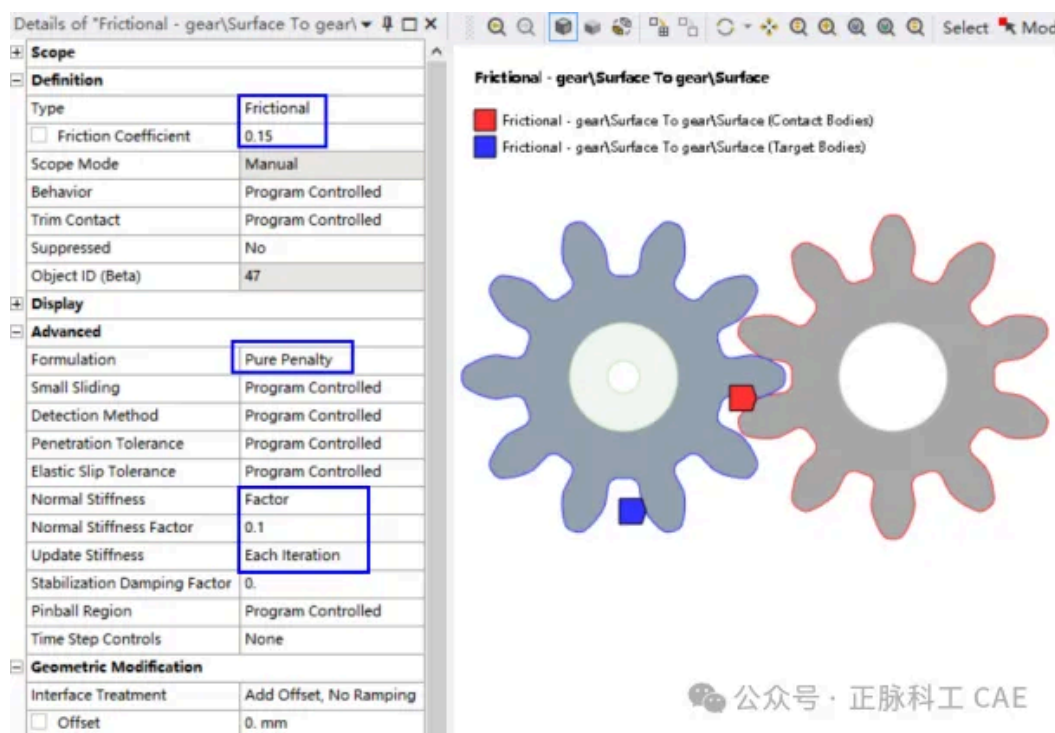 Details of "Frictional - gear\Surface To gear\
Scope
Definition
Type Frictional
Friction Coefficient 0.15
Scope Mode Manual
Behavior Program Controlled
Trim Contact Program Controlled
Suppressed No
Object ID (Beta) 47
Display
Advanced
Formulation Pure Penalty
Small Sliding Program Controlled
Detection Method Program Controlled
Penetration Tolerance Program Controlled
Elastic Slip Tolerance Program Controlled
Normal Stiffness Factor
Normal Stiffness Factor 0.1
Update Stiffness Each Iteration
Stabilization Damping Factor 0.
Pinball Region Program Controlled
Time Step Controls None
Geometric Modification
Interface Treatment Add Offset, No Ramping
Offset 0. mm
Select Mod
Frictional - gear\Surface To gear\Surface
Frictional - gear\Surface To gear\Surface (Contact Bodies)
Frictional - gear\Surface To gear\Surface (Target Bodies)
公众号 · 正脉科工 CAE